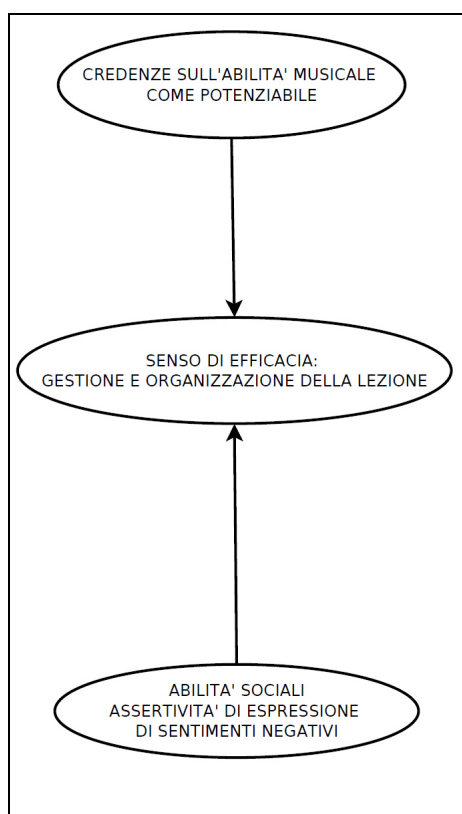 CREDENZE SULL'ABILITA' MUSICALE
COME POTENZIABILE
SENSO DI EFFICACIA:
GESTIONE E ORGANIZZAZIONE DELLA LEZIONE
ABILITA' SOCIALI
ASSERTIVITA' DI ESPRESSIONE
DI SENTIMENTI NEGATIVI